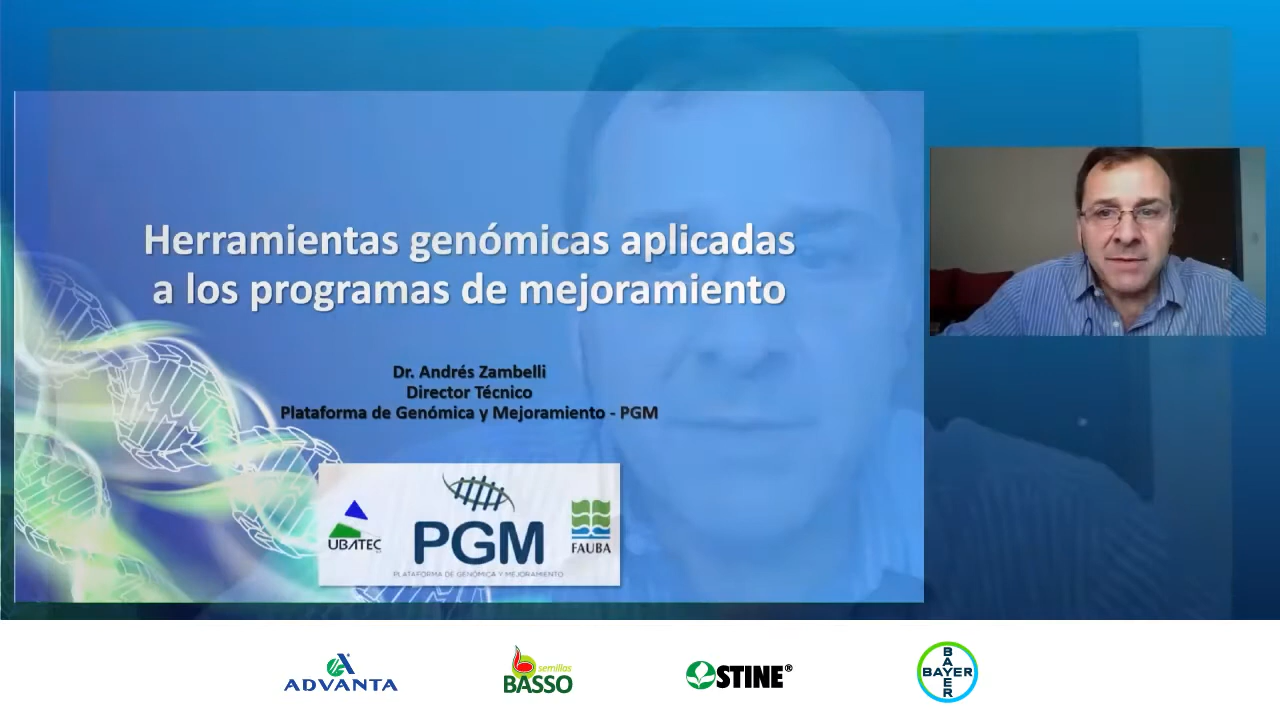 Herramientas genómicas aplicadas
a los programas de mejoramiento
Dr. Andrés Zambelli
Director Técnico
Plataforma de Genómica y Mejoramiento - PGM
UBATEC
PGM
FAUBA
PLATAFORMA DE GENÓMICA Y MEJORAMIENTO
ADVANTA
semillas
BASSO
STINE®
BAYER
BAYER